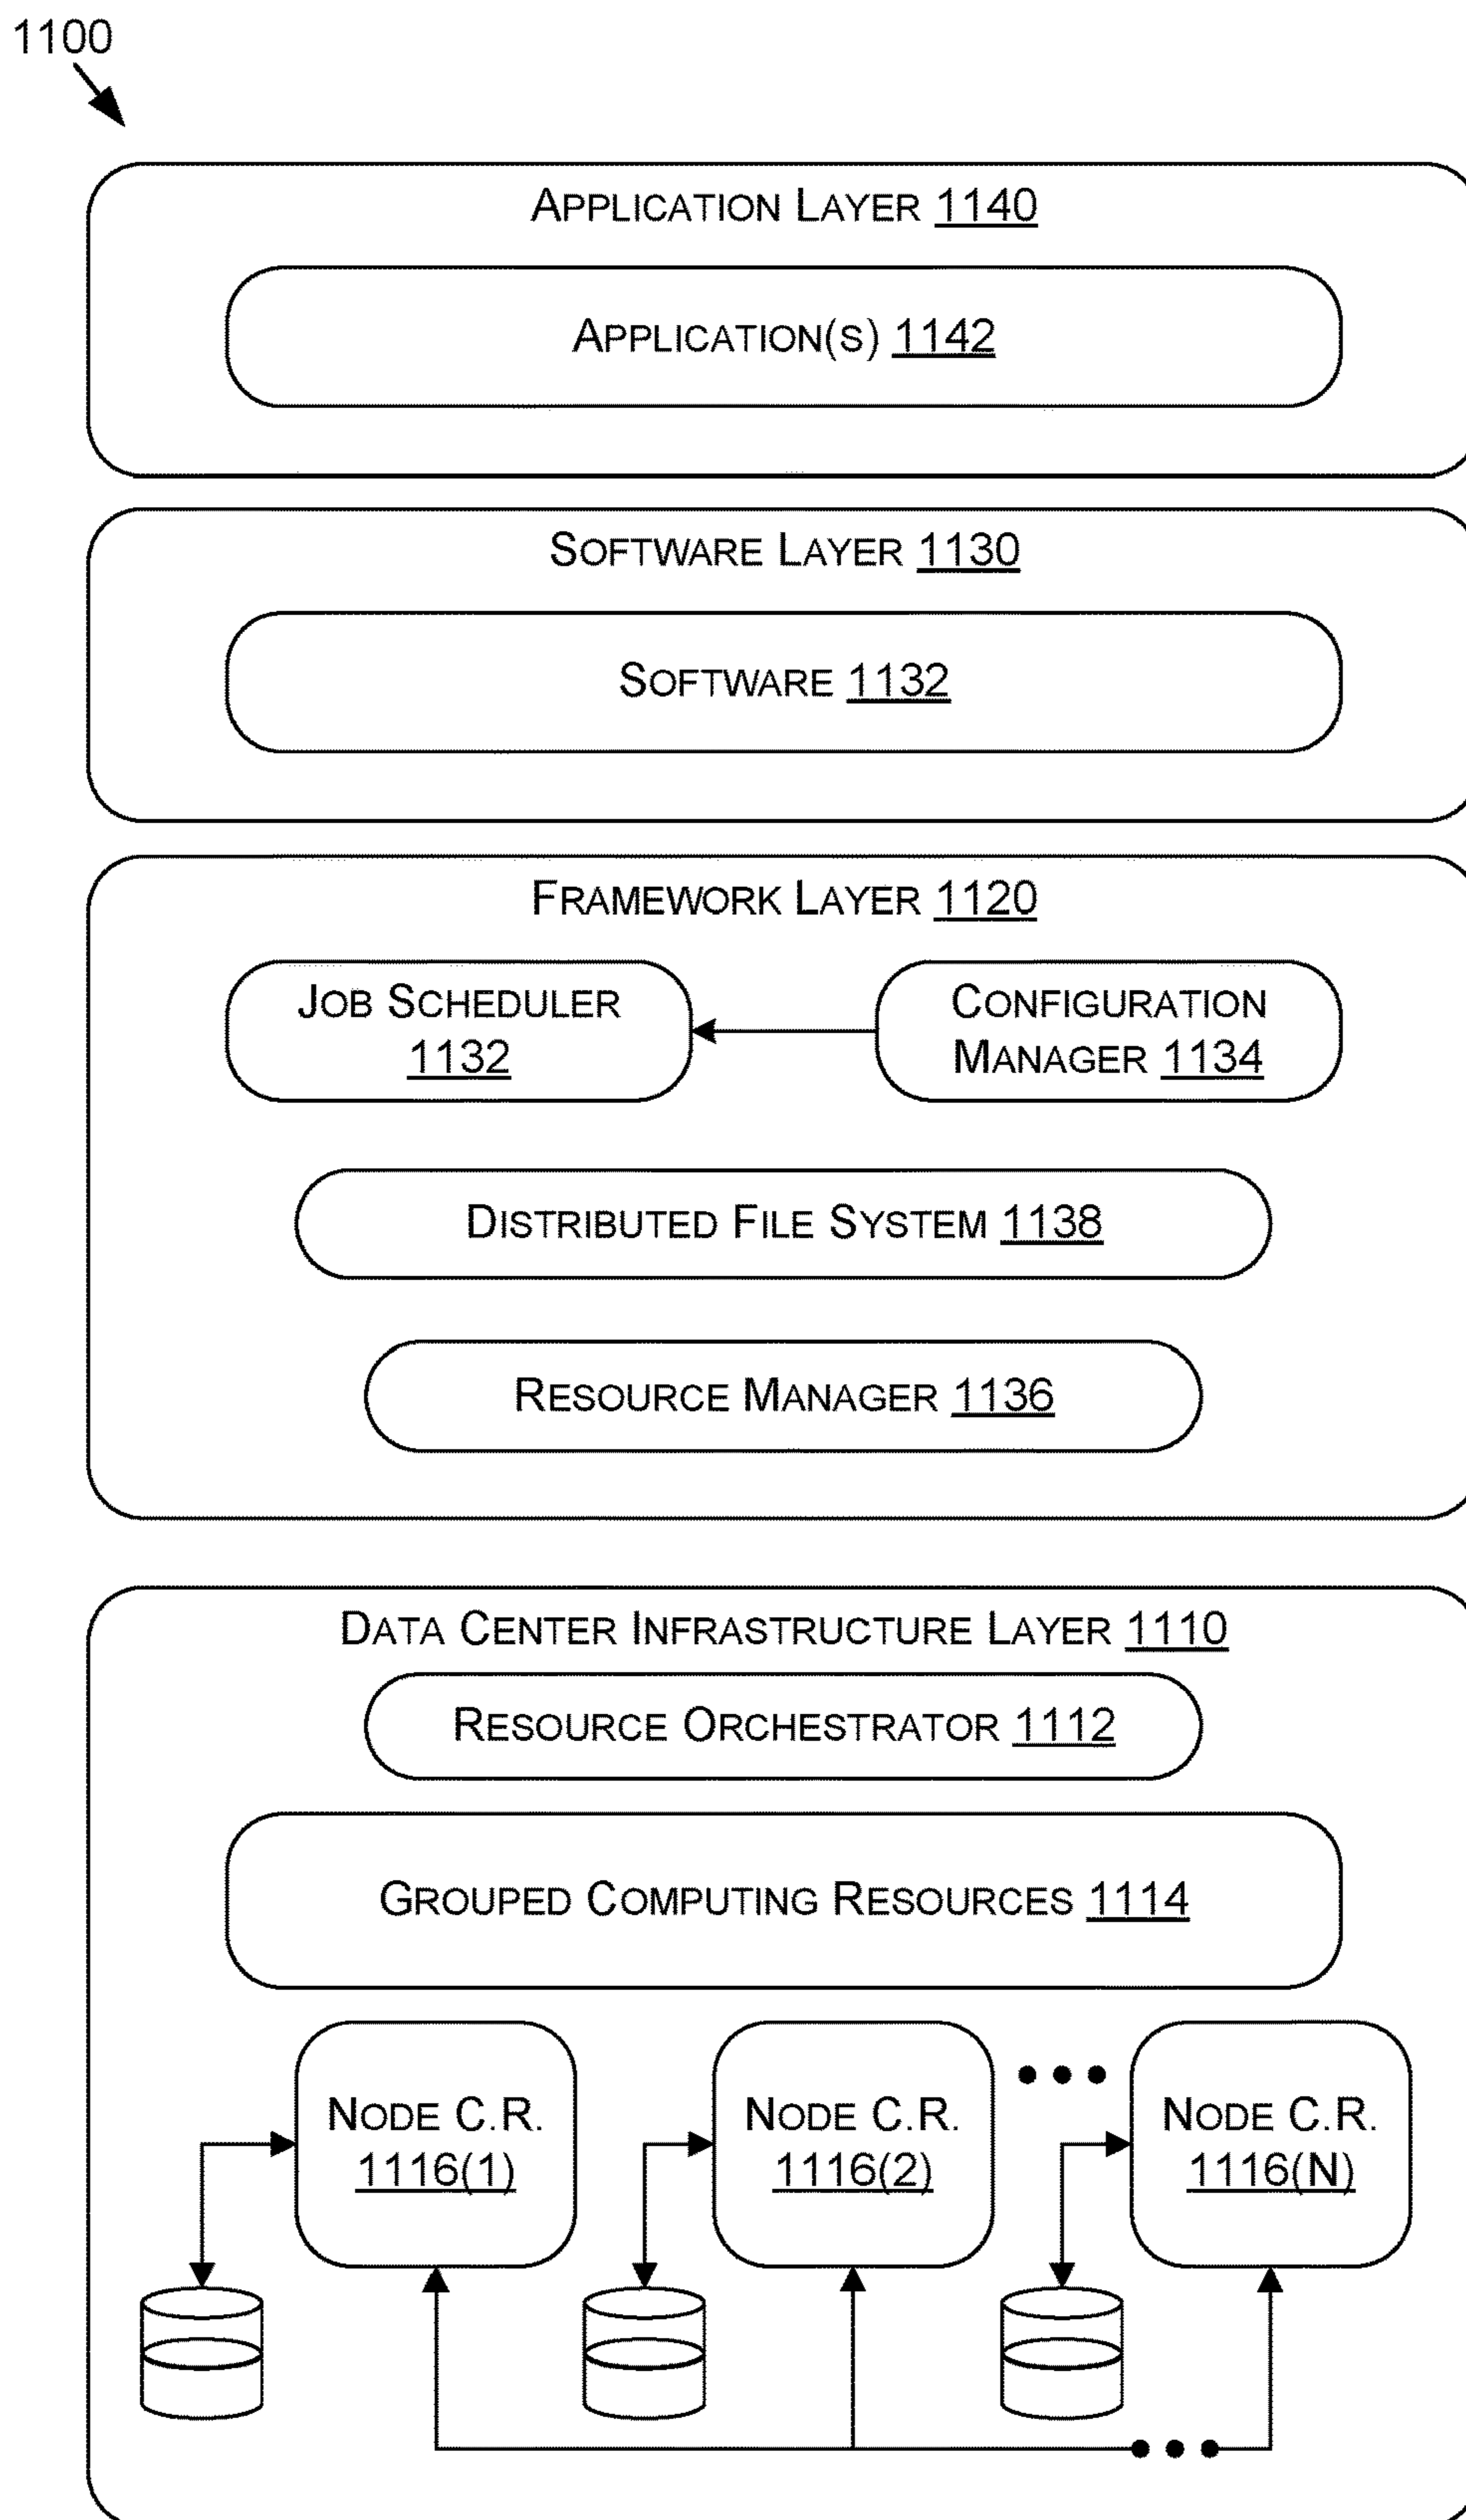 1100
APPLICATION LAYER 1140
APPLICATION(S) 1142
SOFTWARE LAYER 1130
SOFTWARE 1132
FRAMEWORK LAYER 1120
JOB SCHEDULER
1132
CONFIGURATION
MANAGER 1134
DISTRIBUTED FILE SYSTEM 1138
RESOURCE MANAGER 1136
DATA CENTER INFRASTRUCTURE LAYER 1110
RESOURCE ORCHESTRATOR 1112
GROUPED COMPUTING RESOURCES 1114
NODE C.R.
1116(1)
NODE C.R.
1116(2)
NODE C.R.
1116(N)